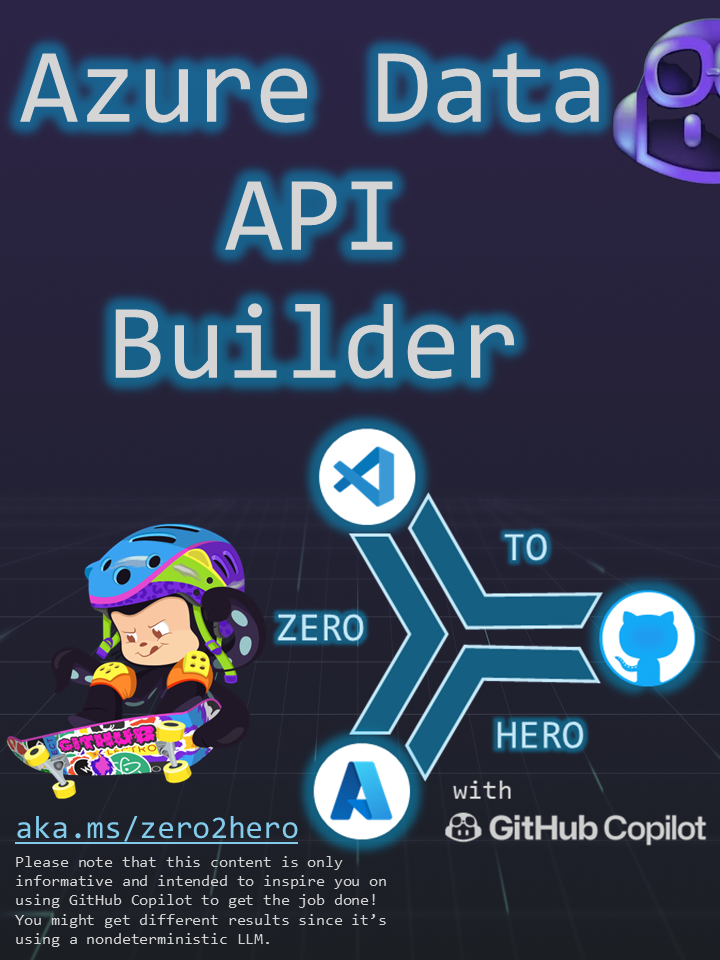 Azure Data
API
Builder
TO
ZERO
HERO
with
GitHub Copilot
GITHUB
aka.ms/zero2hero
Please note that this content is only
informative and intended to inspire you on
using GitHub Copilot to get the job done!
You might get different results since it’s
using a nondeterministic LLM.